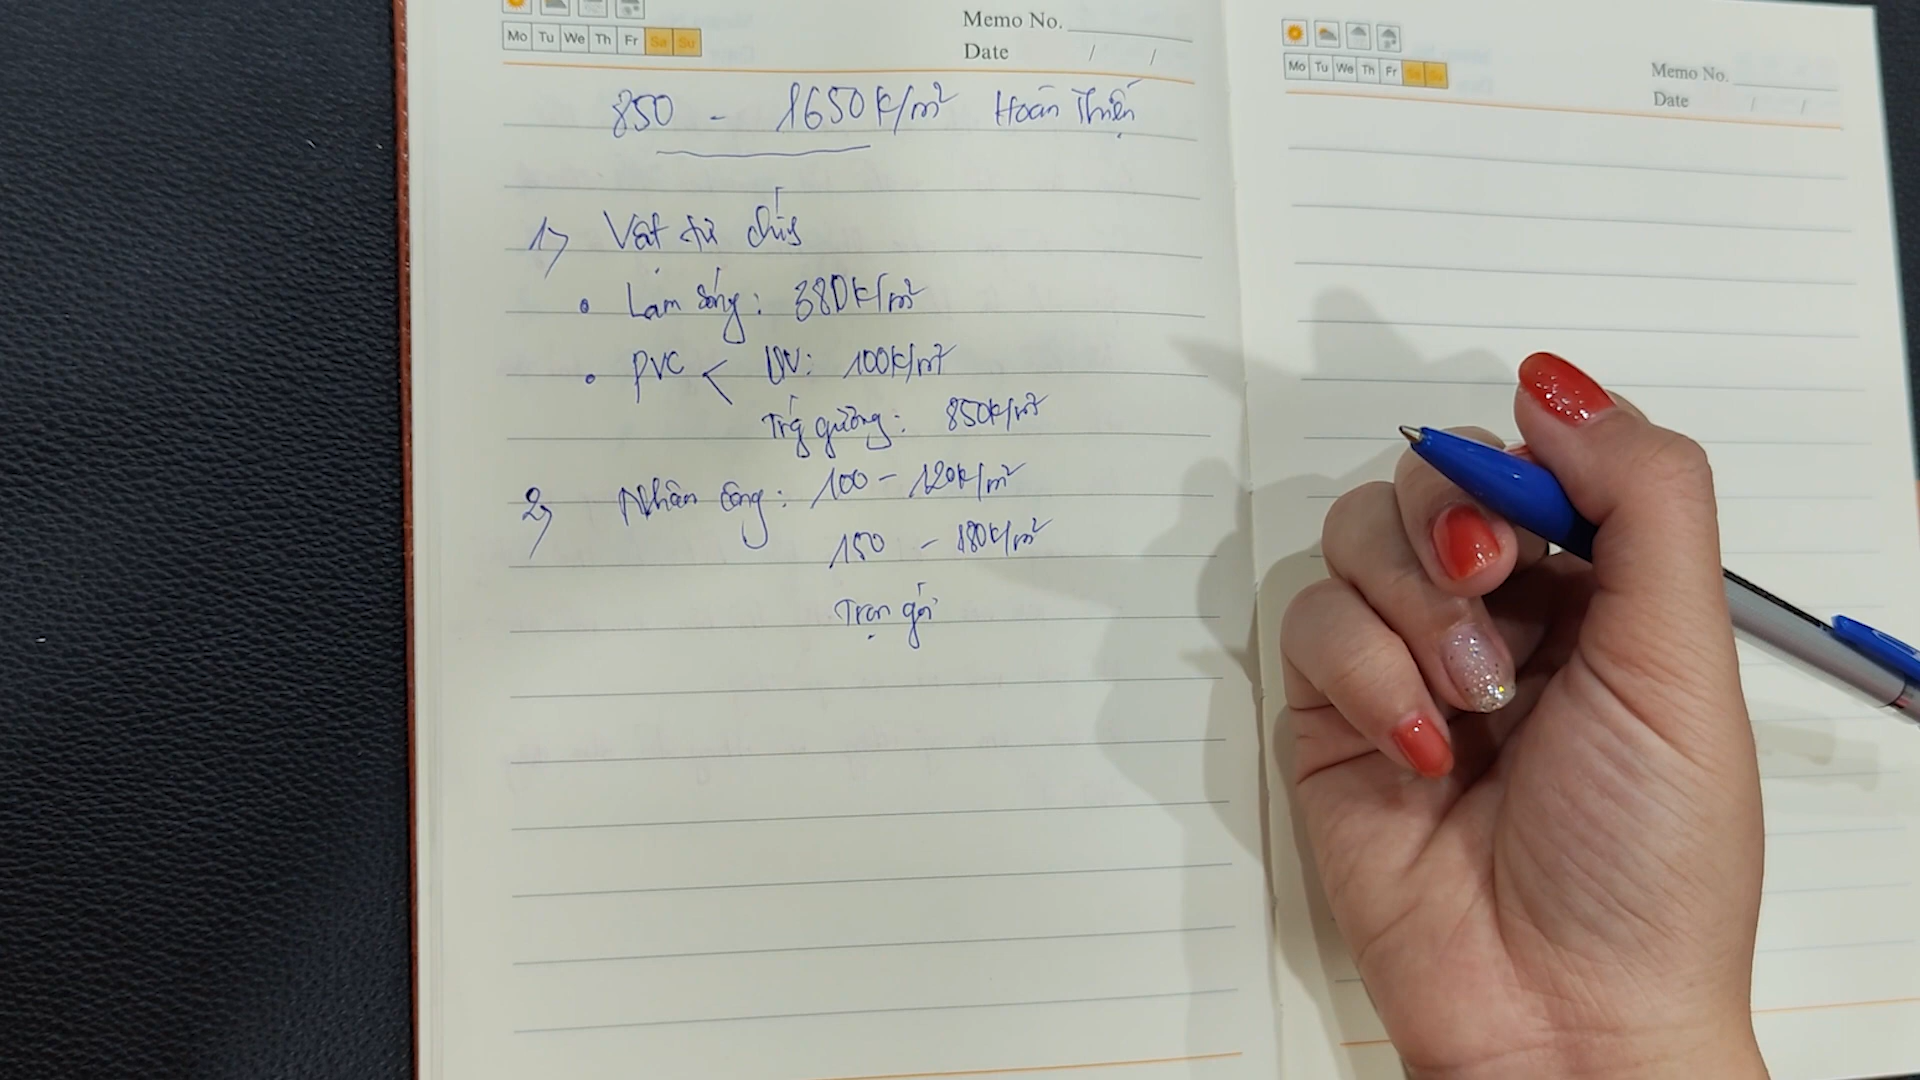 Mo Tu We Th Fr Sa Su
Memo No.
Date / /
850 - 1650k/m² Hoàn Thiện
1) Vật tư chính
• Lam sóng: 380k/m²
• PVC < UV: 100k/m²
Tráng gương: 850k/m²
2) Nhân công: 100 - 120k/m²
150 - 180k/m²
Trọn gói
Mo Tu We Th Fr Sa Su
Memo No.
Date / /